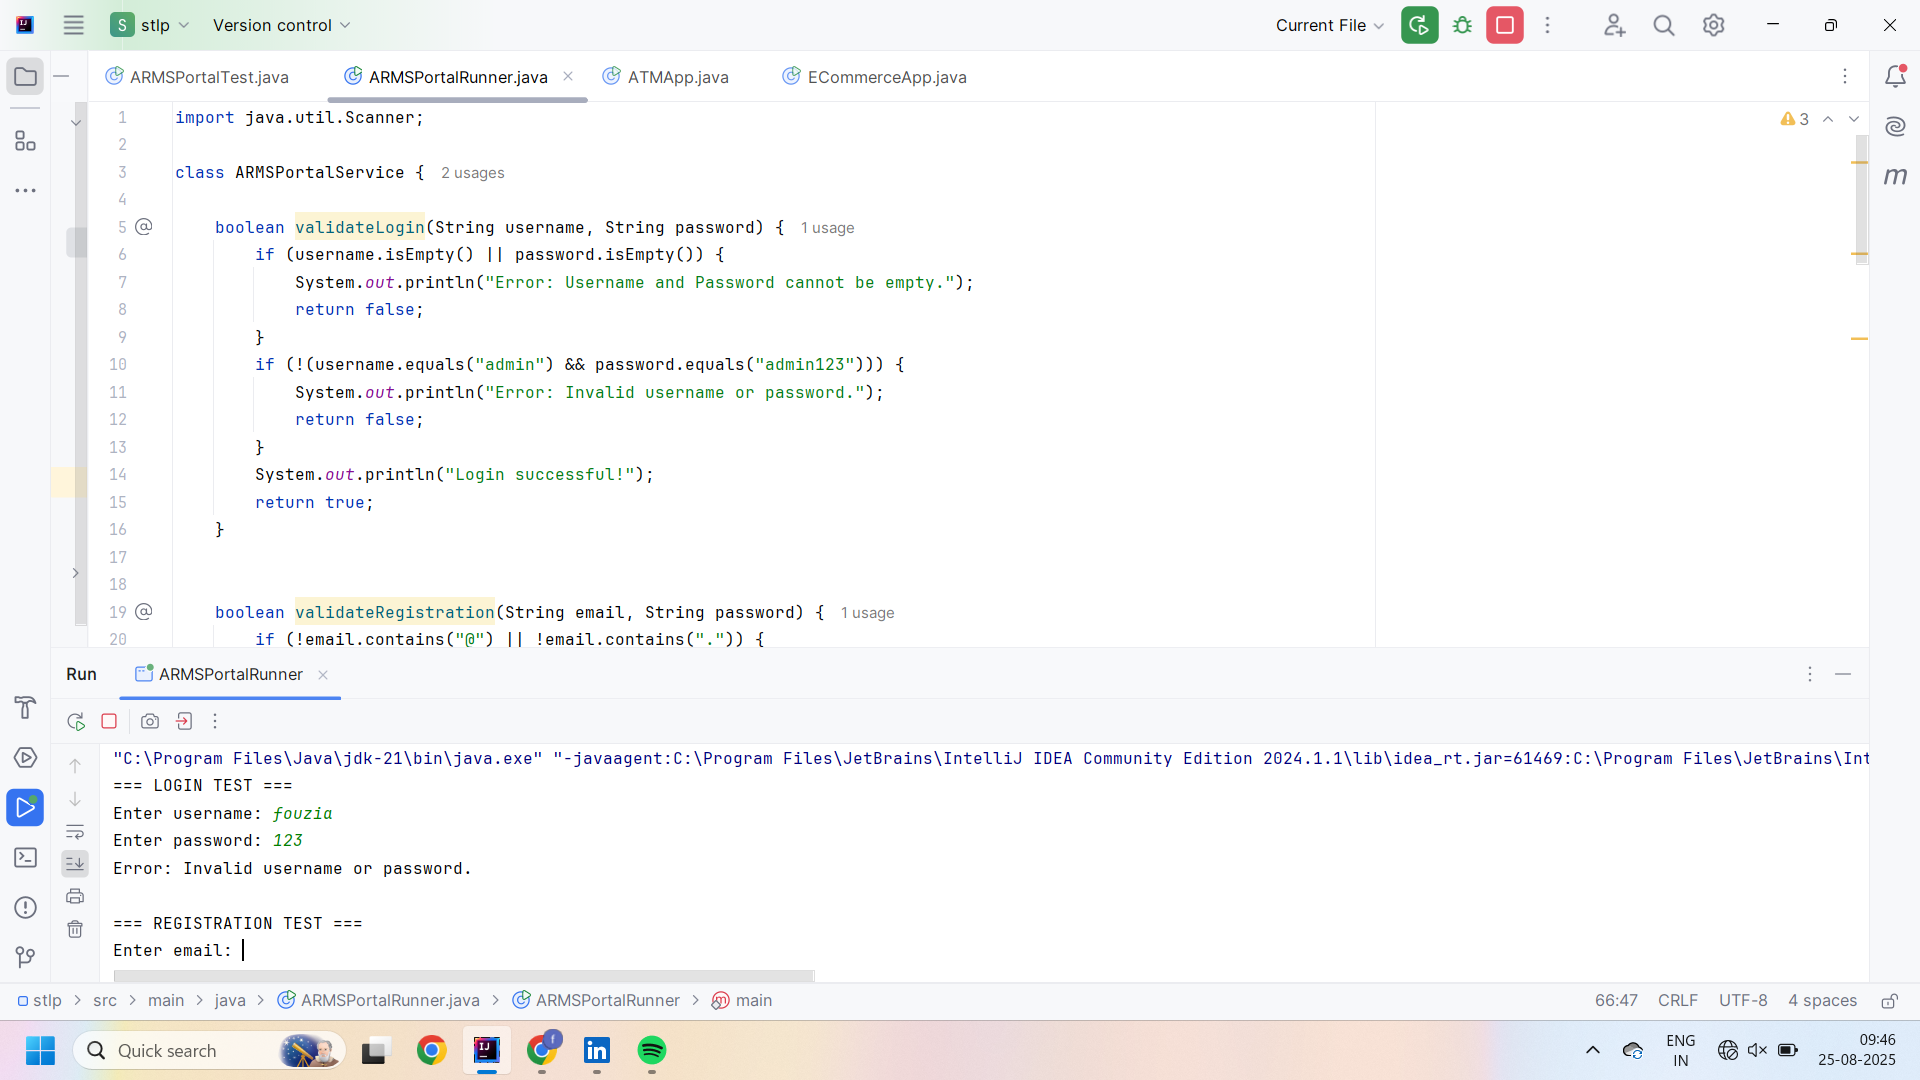 S stlp Version control Current File
ARMSPortalTest.java ARMSPortalRunner.java ATMApp.java ECommerceApp.java
1 import java.util.Scanner; 3
2
3 class ARMSPortalService { 2 usages
4
5 boolean validateLogin(String username, String password) { 1 usage
6 if (username.isEmpty() || password.isEmpty()) {
7 System.out.println("Error: Username and Password cannot be empty.");
8 return false;
9 }
10 if (!(username.equals("admin") && password.equals("admin123"))) {
11 System.out.println("Error: Invalid username or password.");
12 return false;
13 }
14 System.out.println("Login successful!");
15 return true;
16 }
17
18
19 boolean validateRegistration(String email, String password) { 1 usage
20 if (!email.contains("@") || !email.contains(".")) {
Run ARMSPortalRunner
"C:\Program Files\Java\jdk-21\bin\java.exe" "-javaagent:C:\Program Files\JetBrains\IntelliJ IDEA Community Edition 2024.1.1\lib\idea_rt.jar=61469:C:\Program Files\JetBrains\Int
=== LOGIN TEST ===
Enter username: fouzia
Enter password: 123
Error: Invalid username or password.
=== REGISTRATION TEST ===
Enter email:
stlp > src > main > java > ARMSPortalRunner.java > ARMSPortalRunner > main 66:47 CRLF UTF-8 4 spaces
Quick search ENG 09:46
IN 25-08-2025